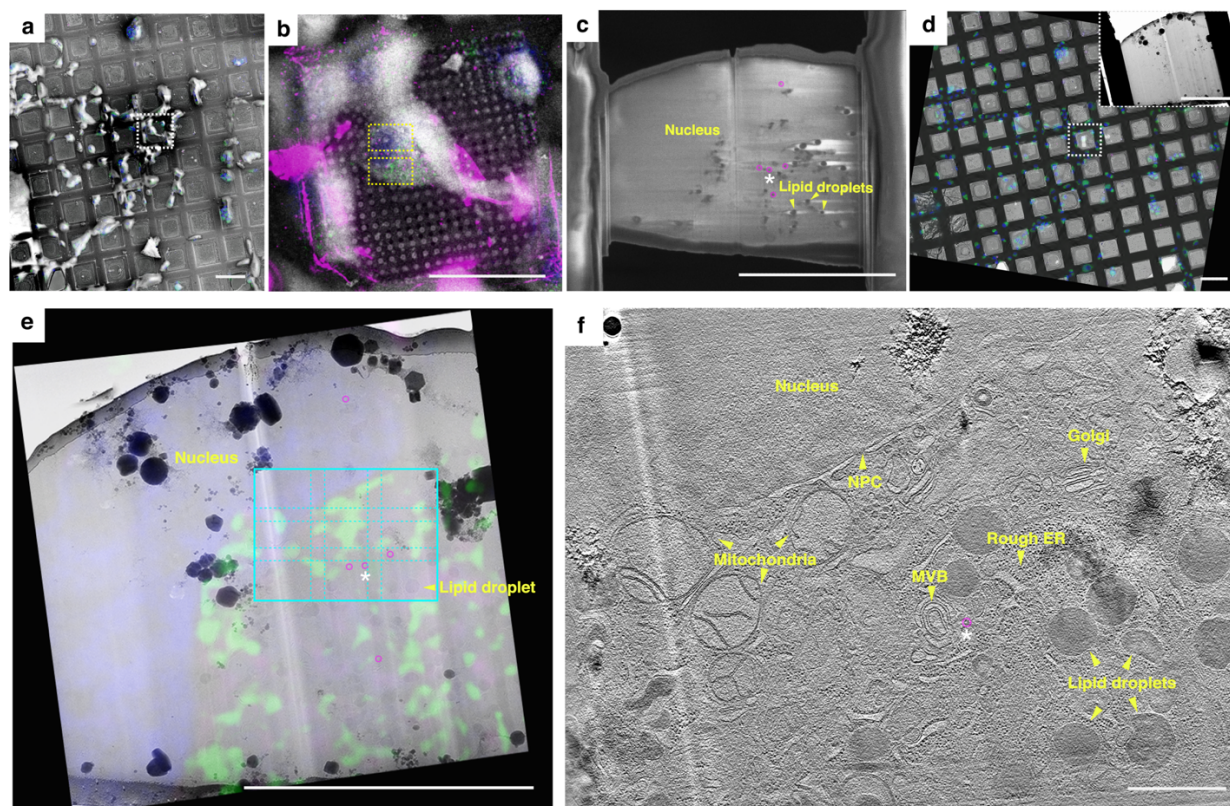 a
b
c
Nucleus
*
Lipid droplets
d
e
Nucleus
*
Lipid droplet
f
Nucleus
Golgi
NPC
Mitochondria
Rough ER
MVB
*
Lipid droplets